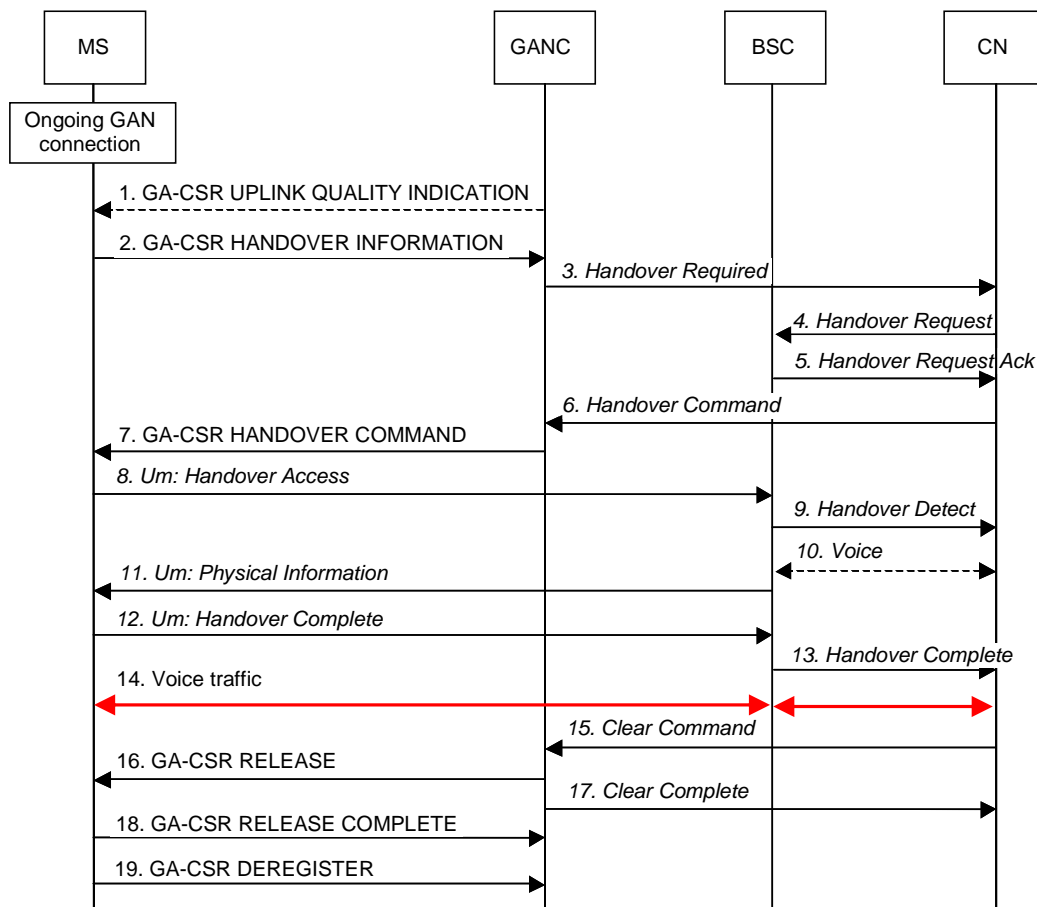 MS
GANC
BSC
CN
Ongoing GAN
connection
1. GA-CSR UPLINK QUALITY INDICATION
2. GA-CSR HANDOVER INFORMATION
3. Handover Required
4. Handover Request
5. Handover Request Ack
6. Handover Command
7. GA-CSR HANDOVER COMMAND
8. Um: Handover Access
9. Handover Detect
10. Voice
11. Um: Physical Information
12. Um: Handover Complete
13. Handover Complete
14. Voice traffic
15. Clear Command
16. GA-CSR RELEASE
17. Clear Complete
18. GA-CSR RELEASE COMPLETE
19. GA-CSR DEREGISTER